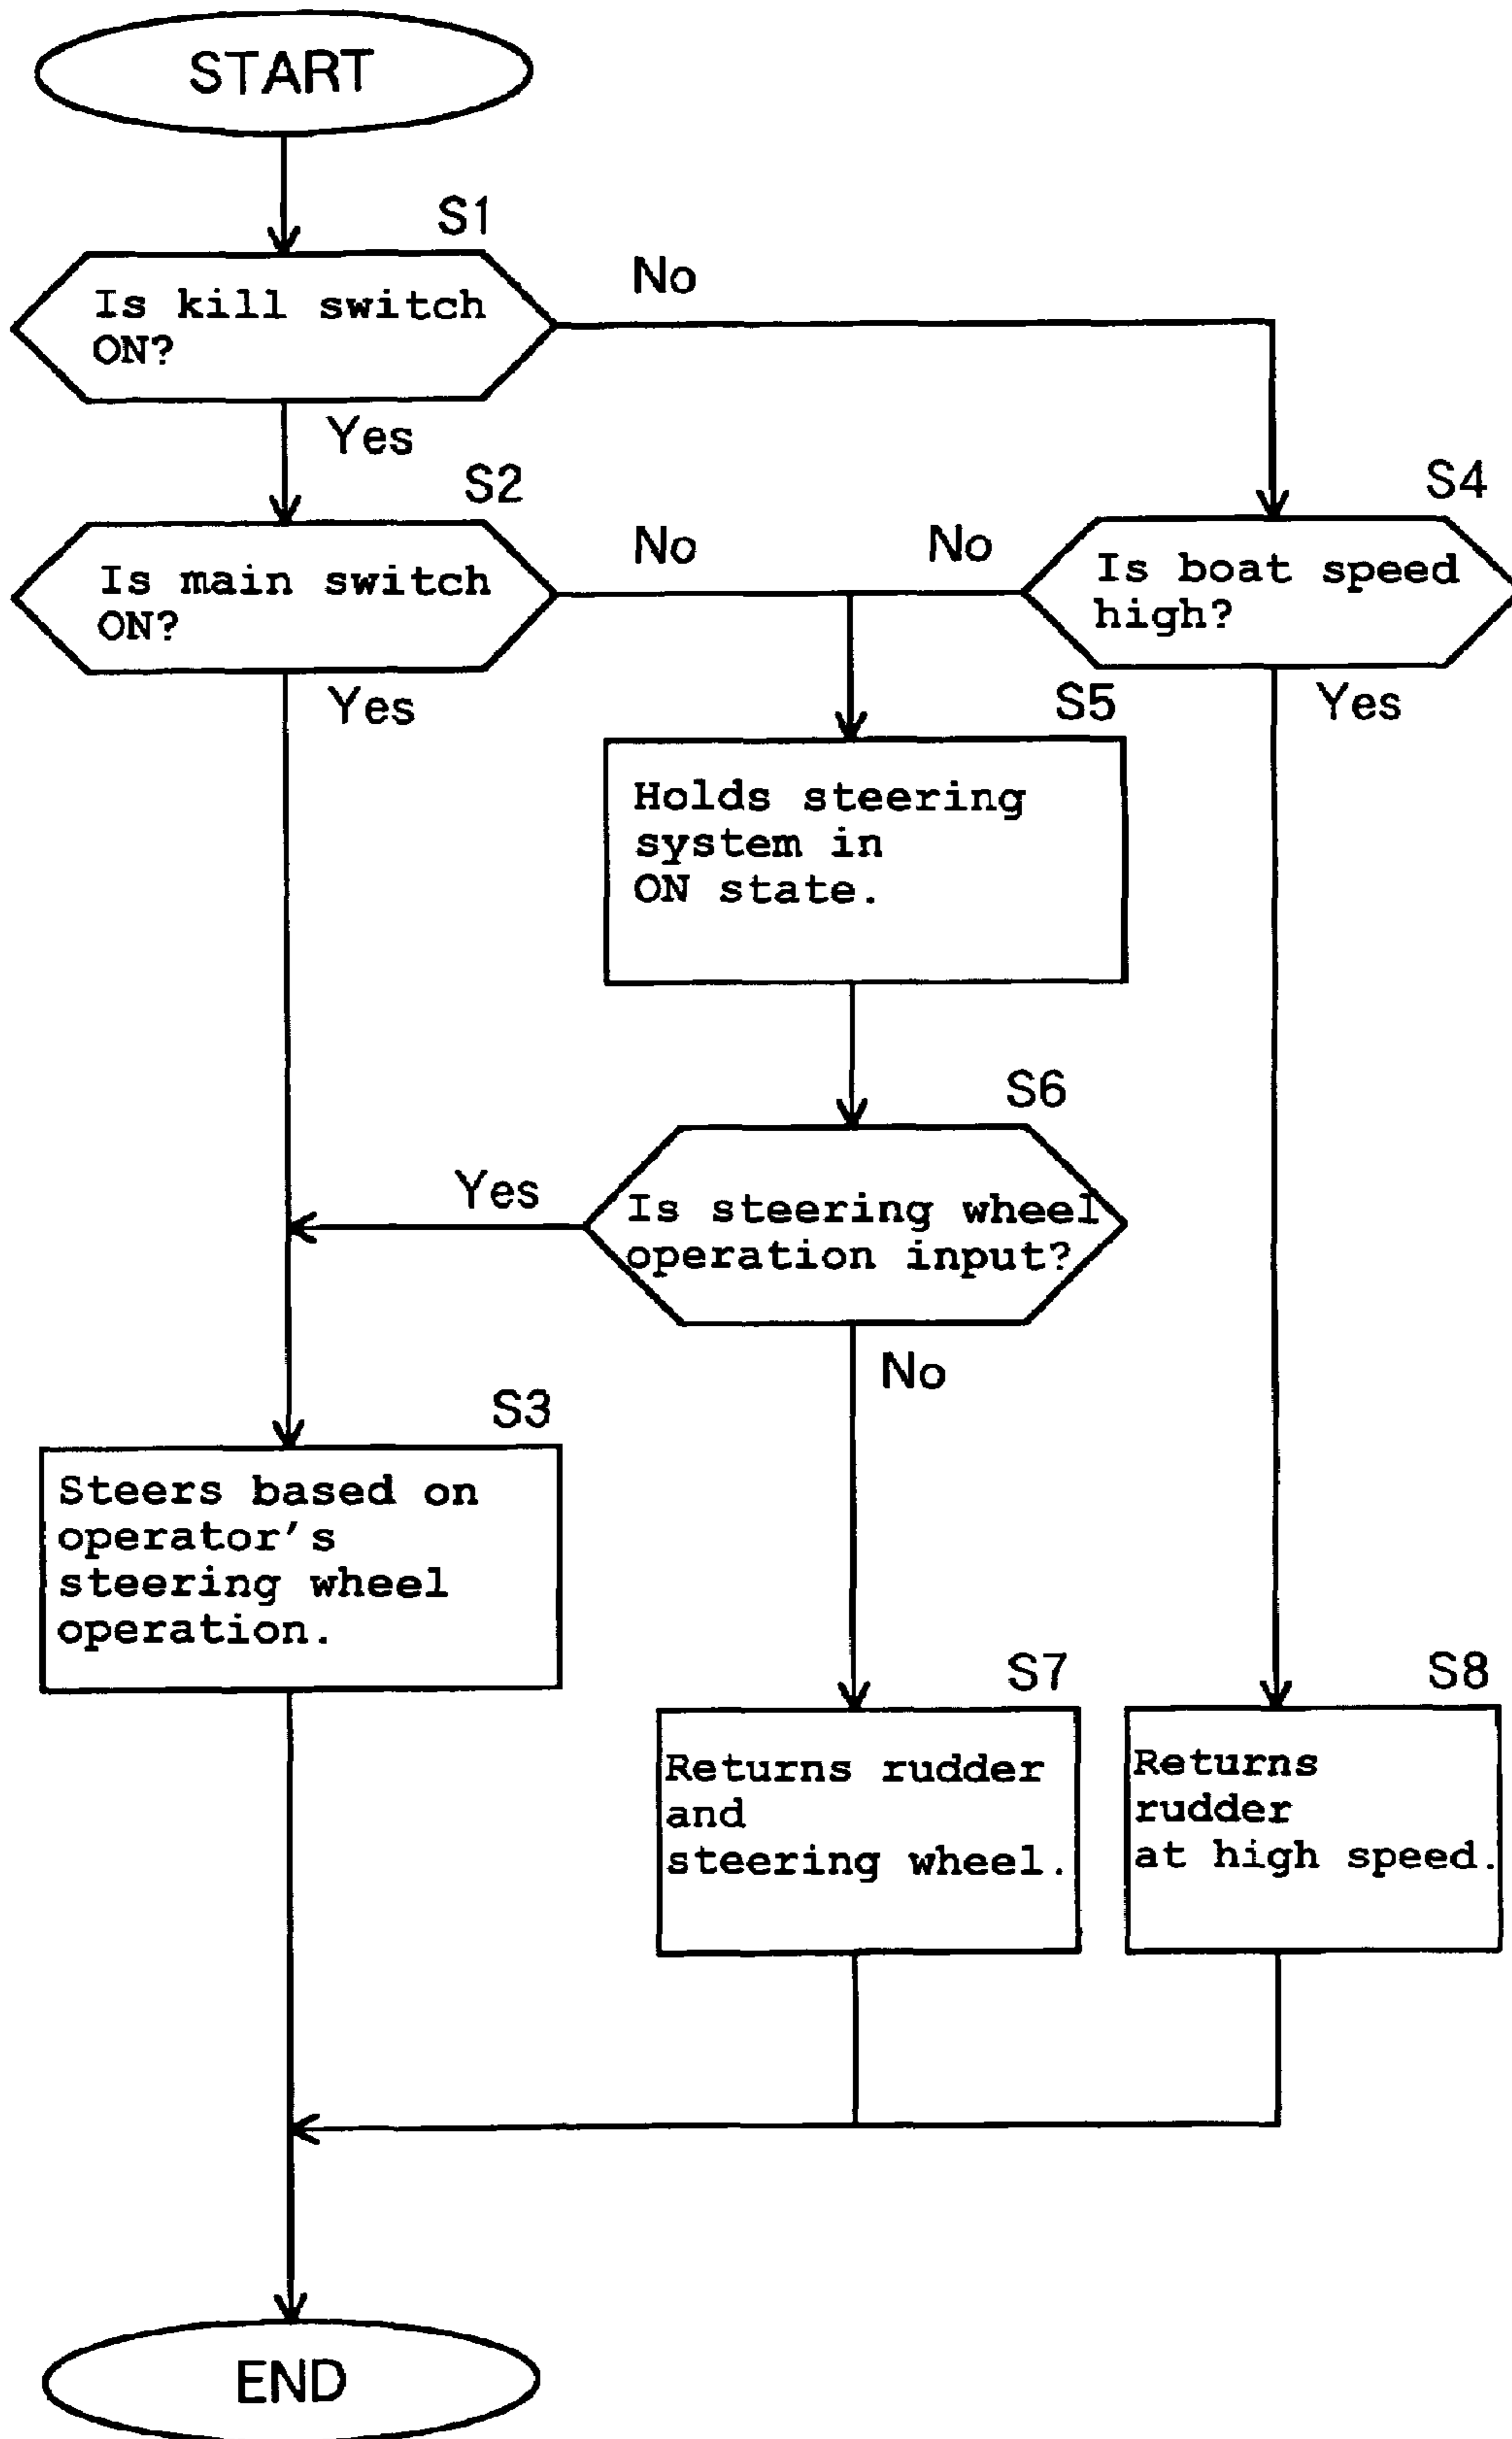 START
S1
Is kill switch
ON?
No
Yes
S2
Is main switch
ON?
No
No
S4
Is boat speed
high?
Yes
Yes
S5
Holds steering
system in
ON state.
S6
Is steering wheel
operation input?
Yes
No
S3
Steers based on
operator's
steering wheel
operation.
S7
Returns rudder
and
steering wheel.
S8
Returns
rudder
at high speed.
END